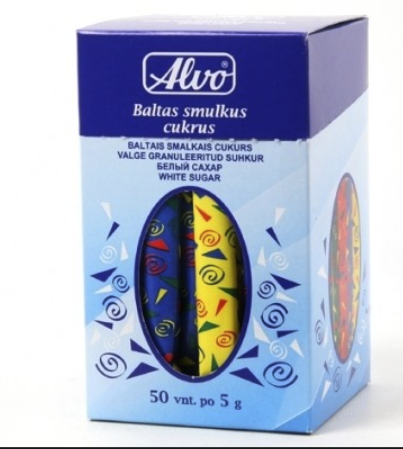 Alvo®
Baltas smulkus
cukrus
BALTAIS SMALKAIS CUKURS
VALGE GRANULEERITUD SUHKUR
БЕЛЫЙ САХАР
WHITE SUGAR
50 vnt. po 5 g